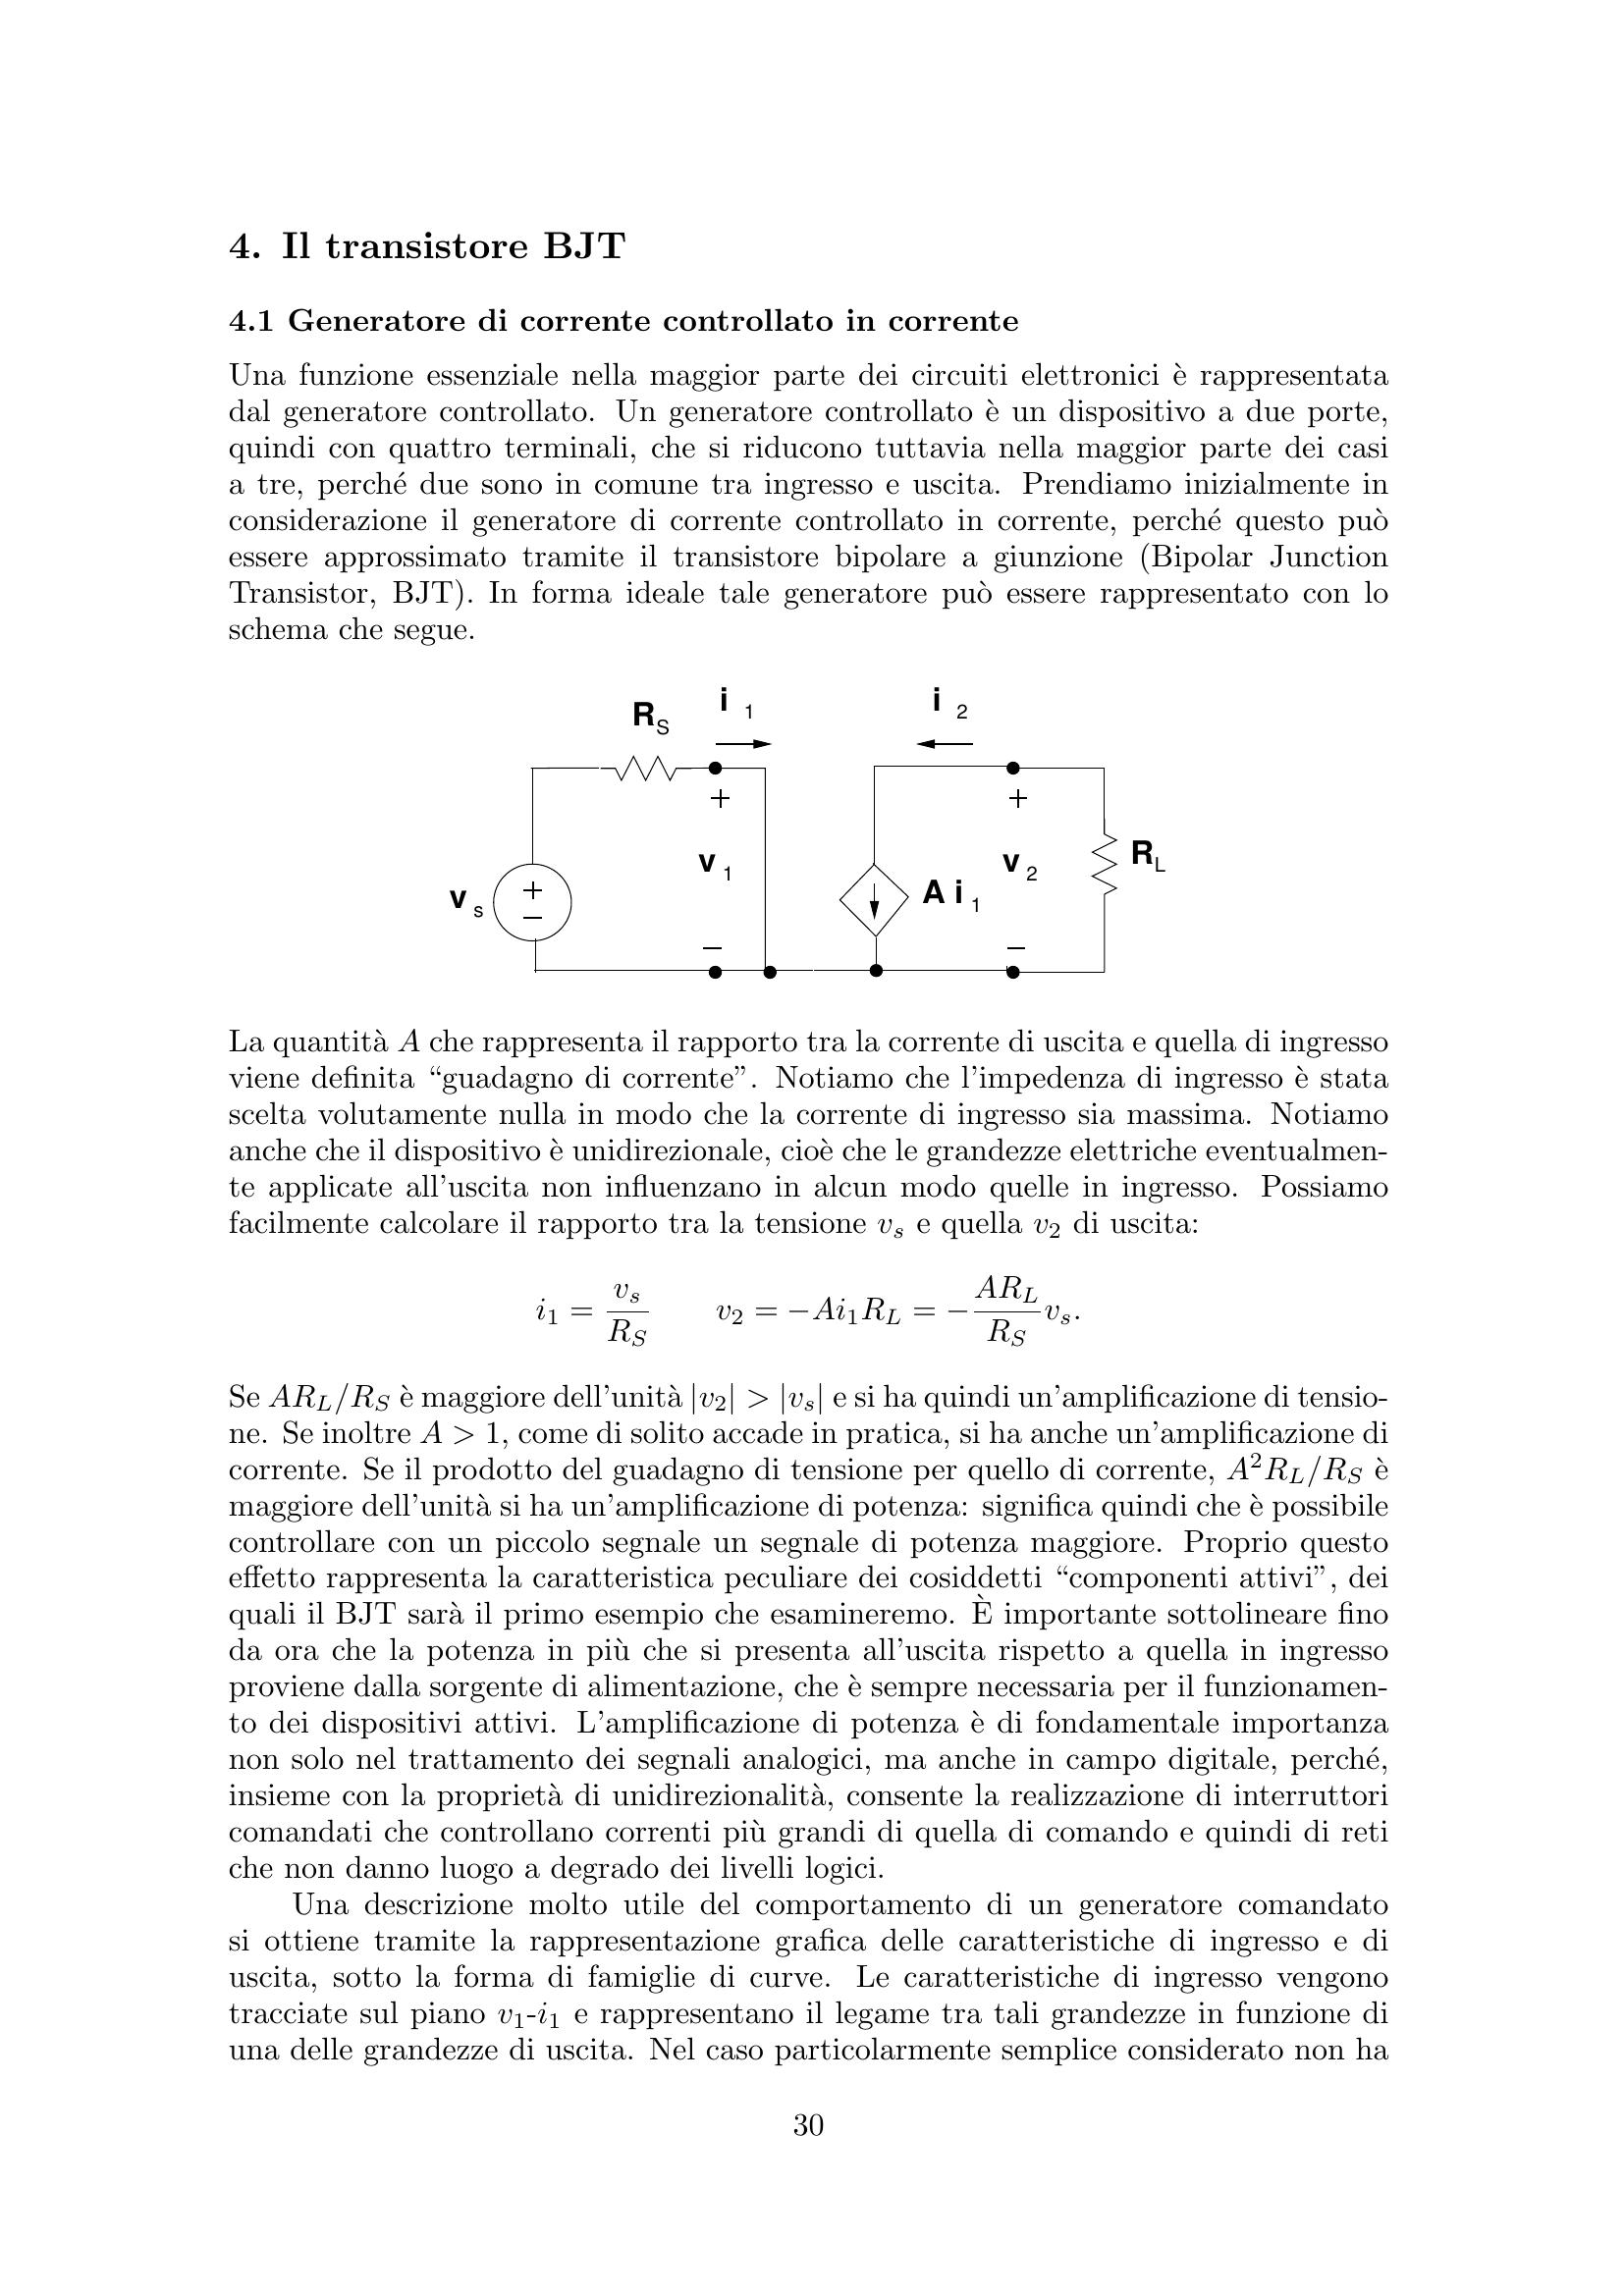 4. Il transistore BJT
4.1 Generatore di corrente controllato in corrente
Una funzione essenziale nella maggior parte dei circuiti elettronici è rappresentata
dal generatore controllato. Un generatore controllato è un dispositivo a due porte,
quindi con quattro terminali, che si riducono tuttavia nella maggior parte dei casi
a tre, perché due sono in comune tra ingresso e uscita. Prendiamo inizialmente in
considerazione il generatore di corrente controllato in corrente, perché questo può
essere approssimato tramite il transistore bipolare a giunzione (Bipolar Junction
Transistor, BJT). In forma ideale tale generatore può essere rappresentato con lo
schema che segue.
R_S i_1 i_2
+ +
v_1 v_2 R_L
v_s + − A i_1
− −
La quantità A che rappresenta il rapporto tra la corrente di uscita e quella di ingresso
viene definita “guadagno di corrente”. Notiamo che l'impedenza di ingresso è stata
scelta volutamente nulla in modo che la corrente di ingresso sia massima. Notiamo
anche che il dispositivo è unidirezionale, cioè che le grandezze elettriche eventualmen-
te applicate all'uscita non influenzano in alcun modo quelle in ingresso. Possiamo
facilmente calcolare il rapporto tra la tensione v_s e quella v_2 di uscita:
i_1 = v_s/R_S v_2 = −Ai_1R_L = −(AR_L/R_S)v_s.
Se AR_L/R_S è maggiore dell'unità |v_2| > |v_s| e si ha quindi un'amplificazione di tensio-
ne. Se inoltre A > 1, come di solito accade in pratica, si ha anche un'amplificazione di
corrente. Se il prodotto del guadagno di tensione per quello di corrente, A²R_L/R_S è
maggiore dell'unità si ha un'amplificazione di potenza: significa quindi che è possibile
controllare con un piccolo segnale un segnale di potenza maggiore. Proprio questo
effetto rappresenta la caratteristica peculiare dei cosiddetti “componenti attivi”, dei
quali il BJT sarà il primo esempio che esamineremo. È importante sottolineare fino
da ora che la potenza in più che si presenta all'uscita rispetto a quella in ingresso
proviene dalla sorgente di alimentazione, che è sempre necessaria per il funzionamen-
to dei dispositivi attivi. L'amplificazione di potenza è di fondamentale importanza
non solo nel trattamento dei segnali analogici, ma anche in campo digitale, perché,
insieme con la proprietà di unidirezionalità, consente la realizzazione di interruttori
comandati che controllano correnti più grandi di quella di comando e quindi di reti
che non danno luogo a degrado dei livelli logici.
Una descrizione molto utile del comportamento di un generatore comandato
si ottiene tramite la rappresentazione grafica delle caratteristiche di ingresso e di
uscita, sotto la forma di famiglie di curve. Le caratteristiche di ingresso vengono
tracciate sul piano v_1-i_1 e rappresentano il legame tra tali grandezze in funzione di
una delle grandezze di uscita. Nel caso particolarmente semplice considerato non ha
30